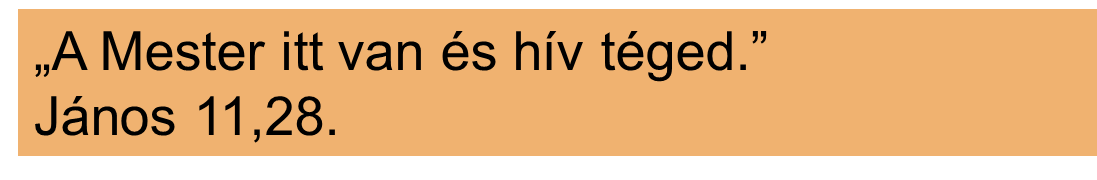 „A Mester itt van és hív téged.”
János 11,28.